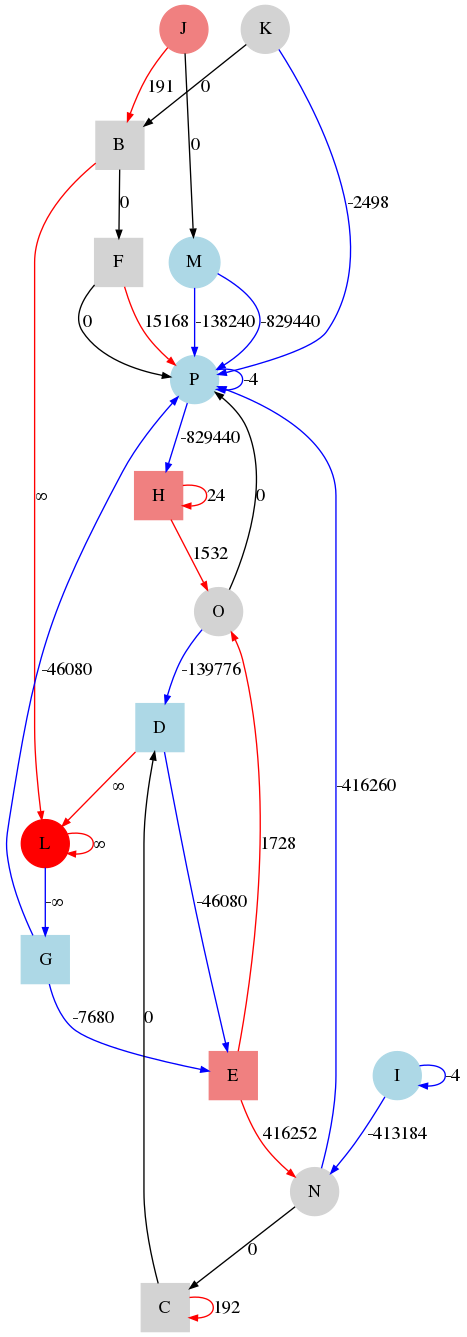 J K
191 0
B
0 0 -2498
F M
0 15168 -138240 -829440
P -4
-829440
∞ H 24
1532 0
O
-46080 -139776
D
∞ -416260
L ∞ 1728
-∞ -46080
G
-7680 0
E I -4
416252 -413184
N
0
C 192